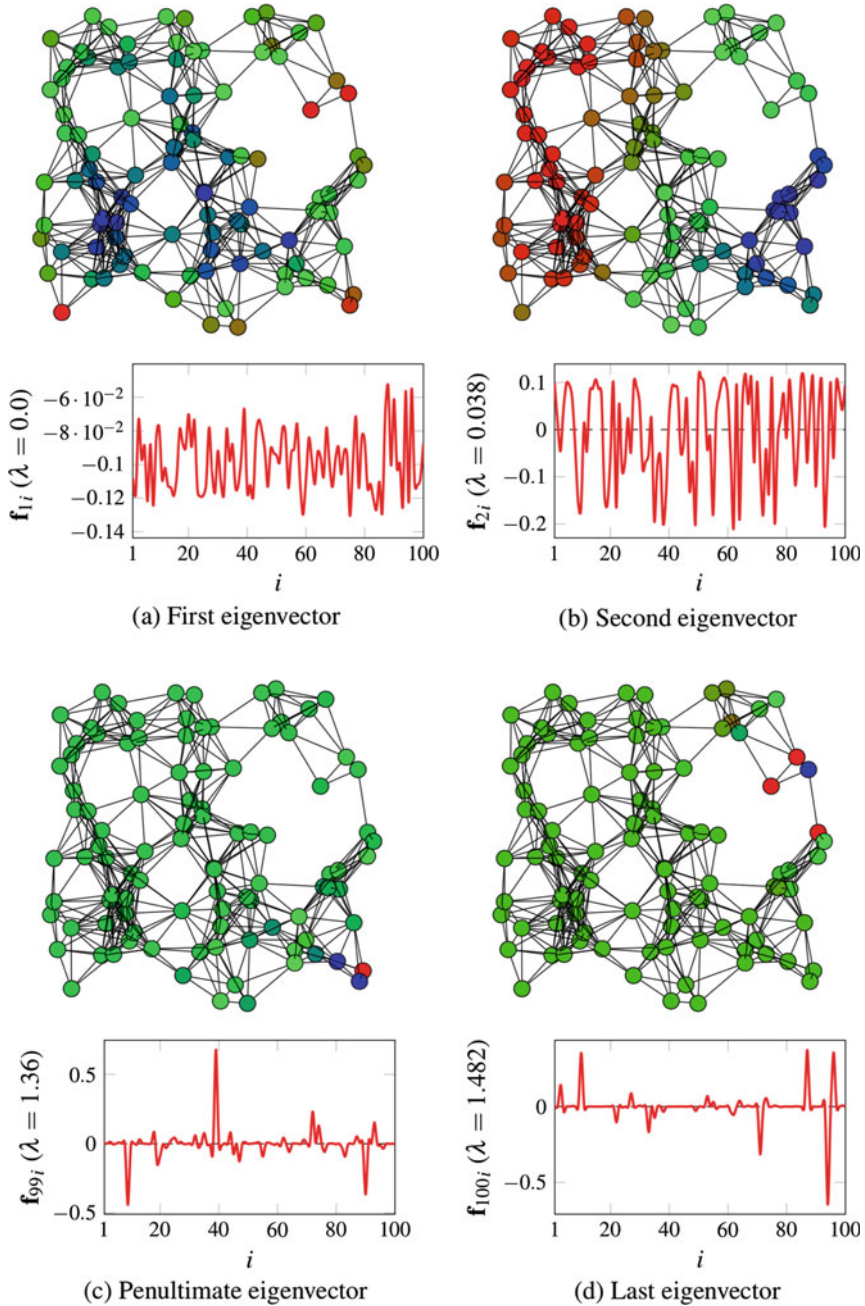 −6·10⁻²
−8·10⁻²
−0.1
−0.12
−0.14
f₁ᵢ (λ = 0.0)
1 20 40 60 80 100
i
(a) First eigenvector
0.1
0
−0.1
−0.2
f₂ᵢ (λ = 0.038)
1 20 40 60 80 100
i
(b) Second eigenvector
0.5
0
−0.5
f₉₉ᵢ (λ = 1.36)
1 20 40 60 80 100
i
(c) Penultimate eigenvector
0
−0.5
f₁₀₀ᵢ (λ = 1.482)
1 20 40 60 80 100
i
(d) Last eigenvector